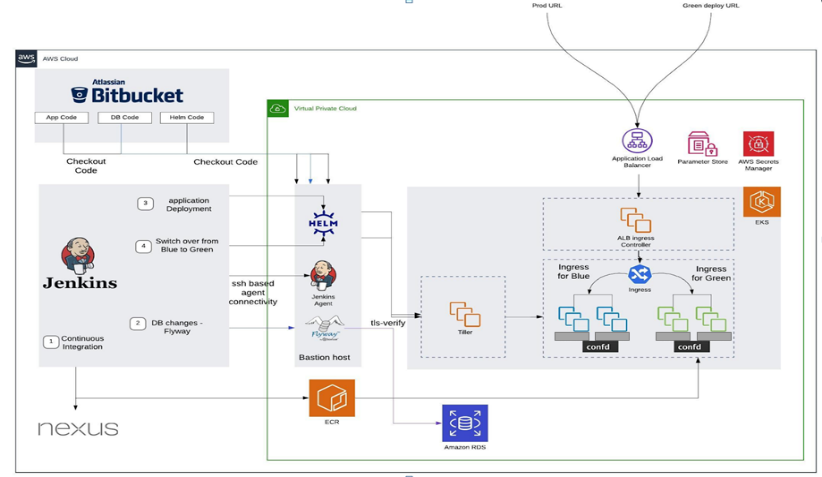 Prod URL
Green deploy URL
aws
AWS Cloud
Atlassian
Bitbucket
App Code
DB Code
Helm Code
Virtual Private Cloud
Checkout
Code
Checkout Code
Application Load
Balancer
Parameter Store
AWS Secrets
Manager
3
application
Deployment
HELM
EKS
ALB ingress
Controller
4
Switch over from
Blue to Green
Jenkins
Ingress
for Blue
Ingress
for Green
Ingress
ssh based
agent
connectivity
Jenkins
Agent
2
DB changes -
Flyway
Flyway
tls-verify
Tiller
1
Continuous
Integration
confd
confd
Bastion host
nexus
ECR
Amazon RDS